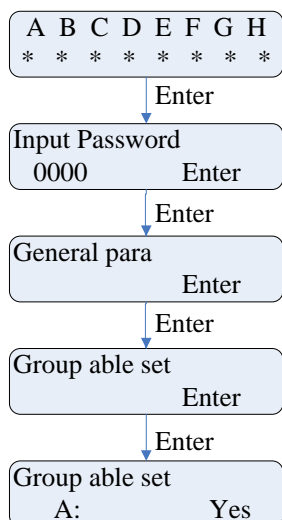 A B C D E F G H
* * * * * * * *
Enter
Input Password
0000 Enter
Enter
General para
Enter
Enter
Group able set
Enter
Enter
Group able set
A: Yes